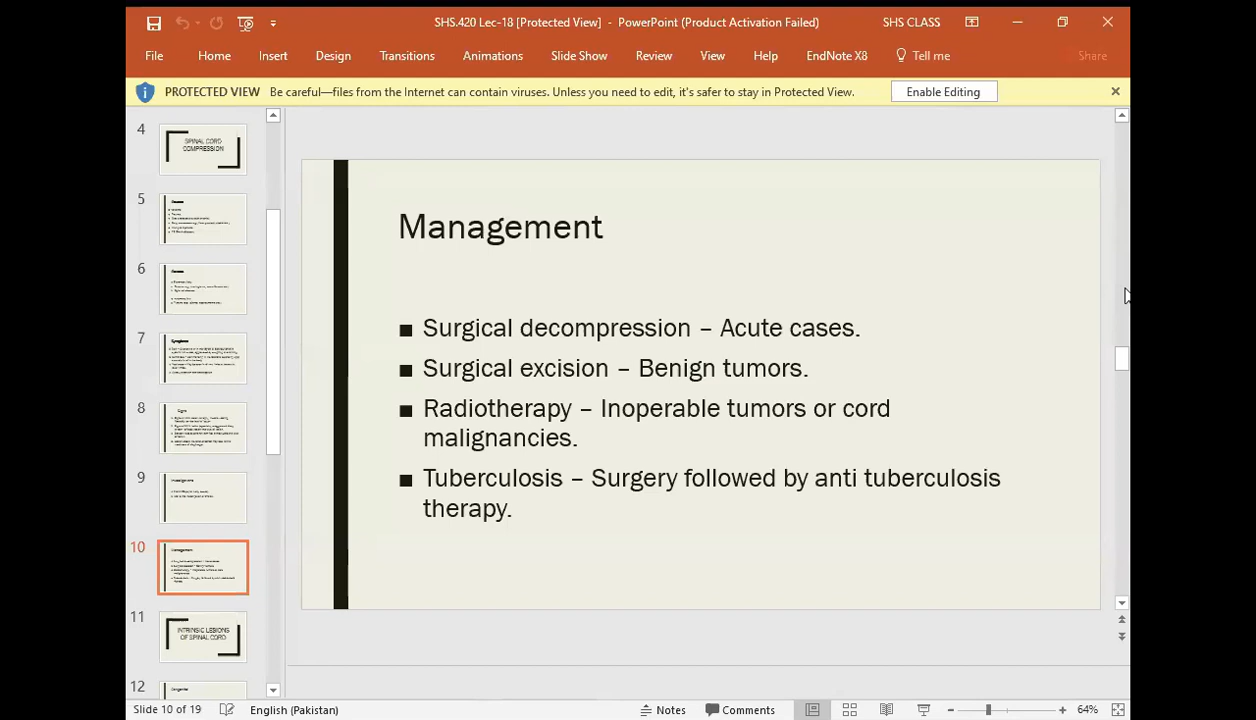 SHS.420 Lec-18 [Protected View] - PowerPoint (Product Activation Failed)
SHS CLASS
File Home Insert Design Transitions Animations Slide Show Review View Help EndNote X8 Tell me Share
PROTECTED VIEW Be careful—files from the Internet can contain viruses. Unless you need to edit, it's safer to stay in Protected View. Enable Editing
4
SPINAL CORD
COMPRESSION
5
6
7
Symptoms
8
Signs
9
Investigations
10
Management
11
INTRINSIC LESIONS
OF SPINAL CORD
12
Management
■ Surgical decompression – Acute cases.
■ Surgical excision – Benign tumors.
■ Radiotherapy – Inoperable tumors or cord
malignancies.
■ Tuberculosis – Surgery followed by anti tuberculosis
therapy.
Slide 10 of 19 English (Pakistan) Notes Comments 64%